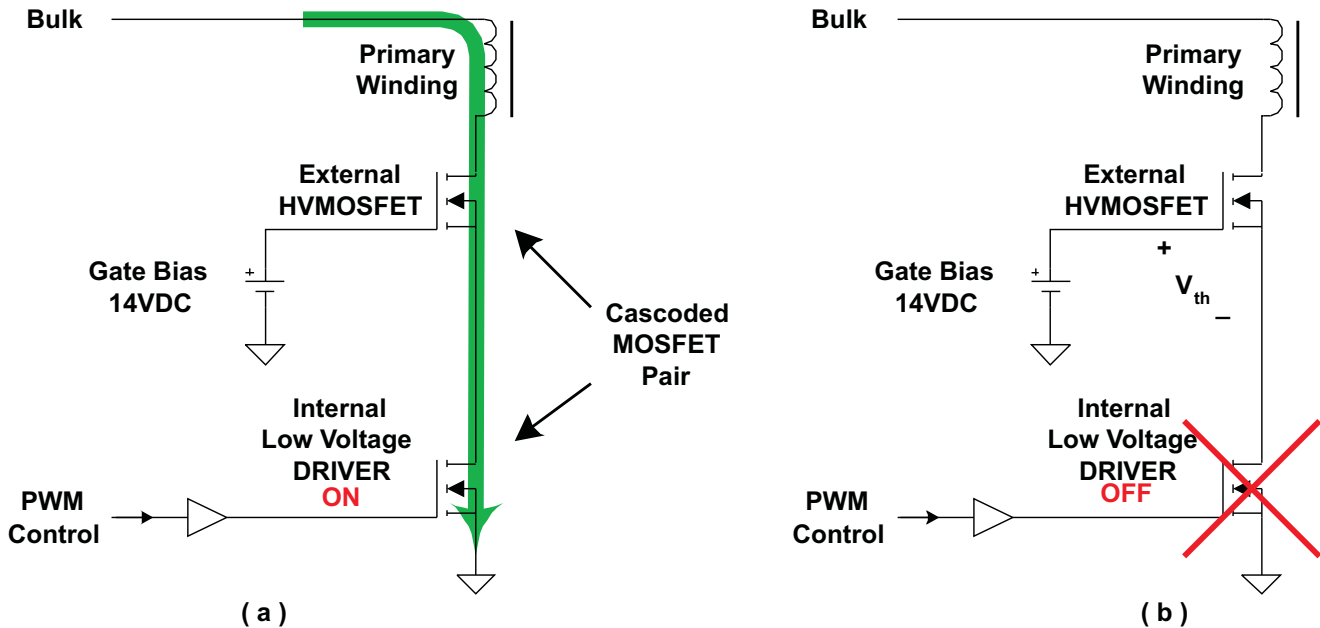 Bulk
Primary
Winding
External
HVMOSFET
+
Gate Bias
14VDC
Cascoded
MOSFET
Pair
Internal
Low Voltage
DRIVER
ON
PWM
Control
( a )
Bulk
Primary
Winding
External
HVMOSFET
+
Vth
–
+
Gate Bias
14VDC
Internal
Low Voltage
DRIVER
OFF
PWM
Control
( b )